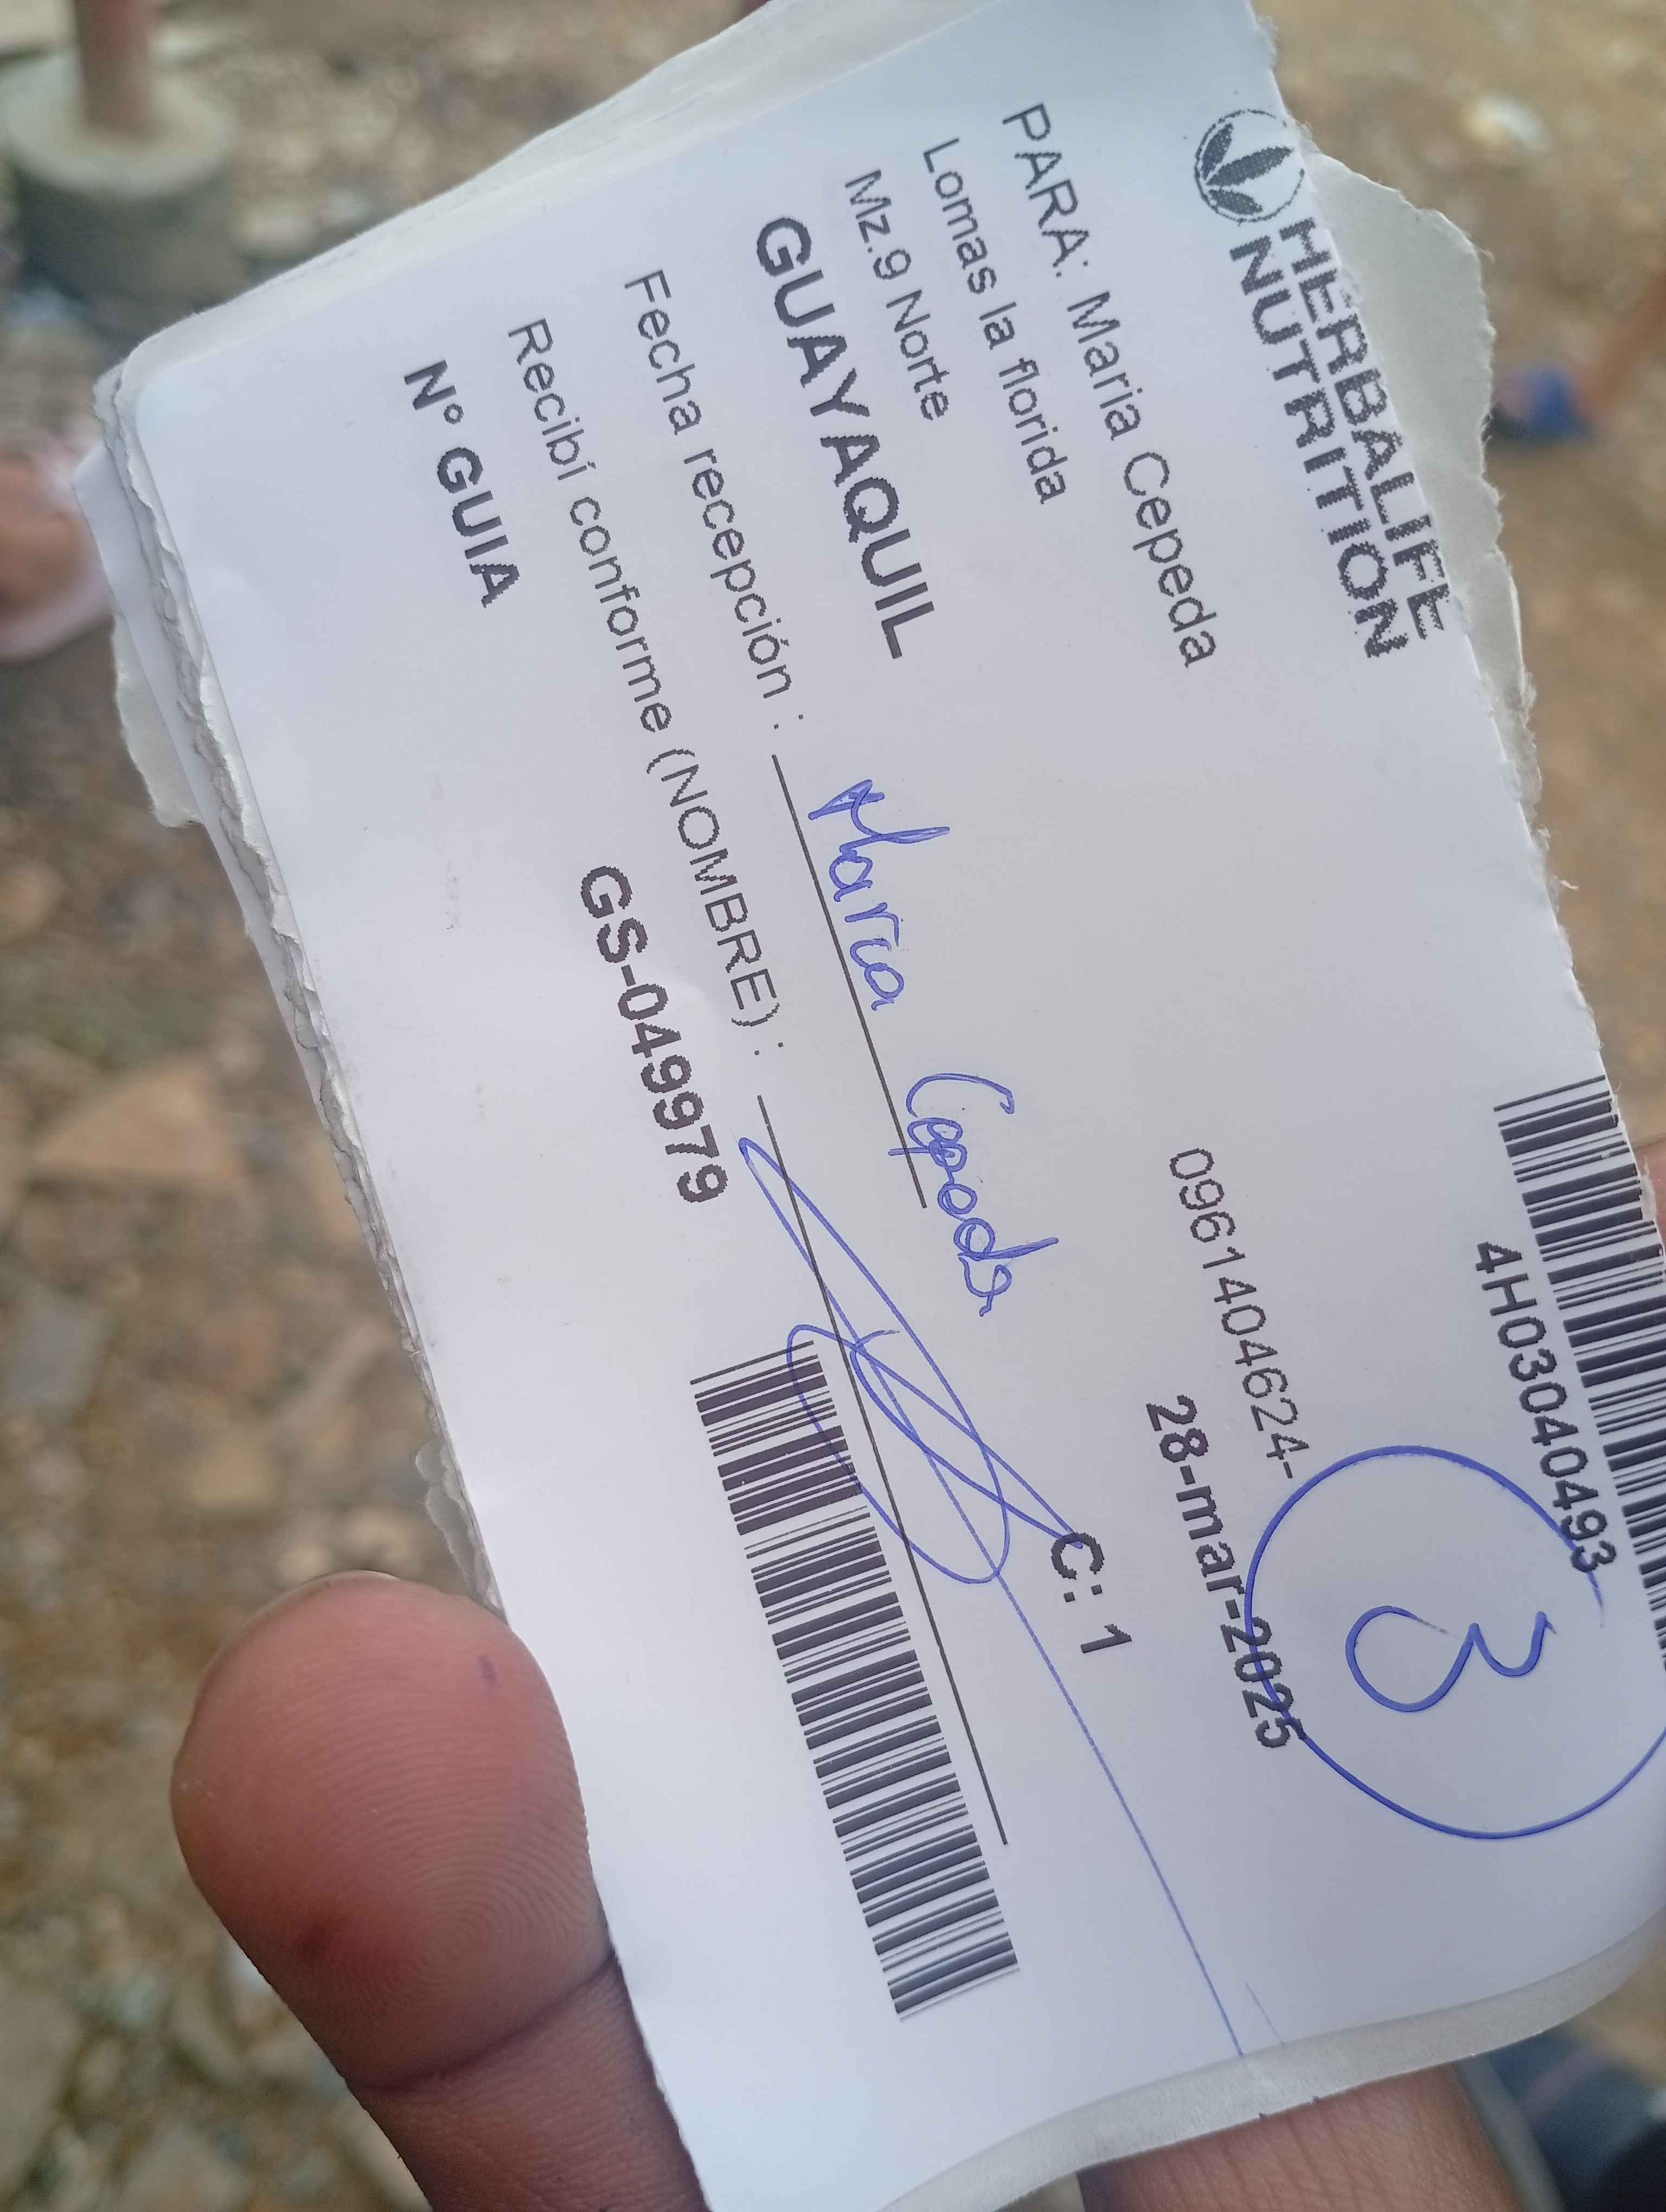 HERBALIFE
NUTRITION
4H03040493
3
PARA: Maria Cepeda
0961404624-
Lomas la florida
Mz.9 Norte
28-mar-2025
GUAYAQUIL
C: 1
Fecha recepción : Maria Cepeda
Recibí conforme (NOMBRE) :
N° GUIA
GS-049979